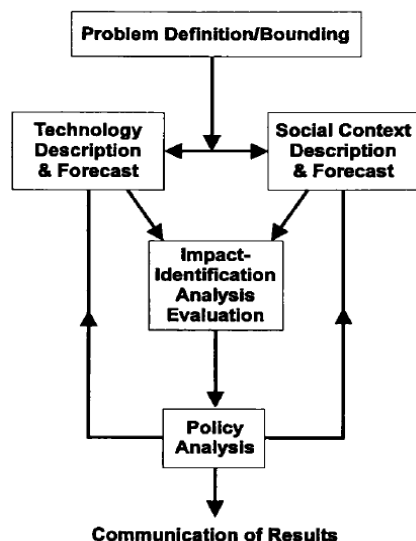 Problem Definition/Bounding
Technology
Description
& Forecast
Social Context
Description
& Forecast
Impact-
Identification
Analysis
Evaluation
Policy
Analysis
Communication of Results